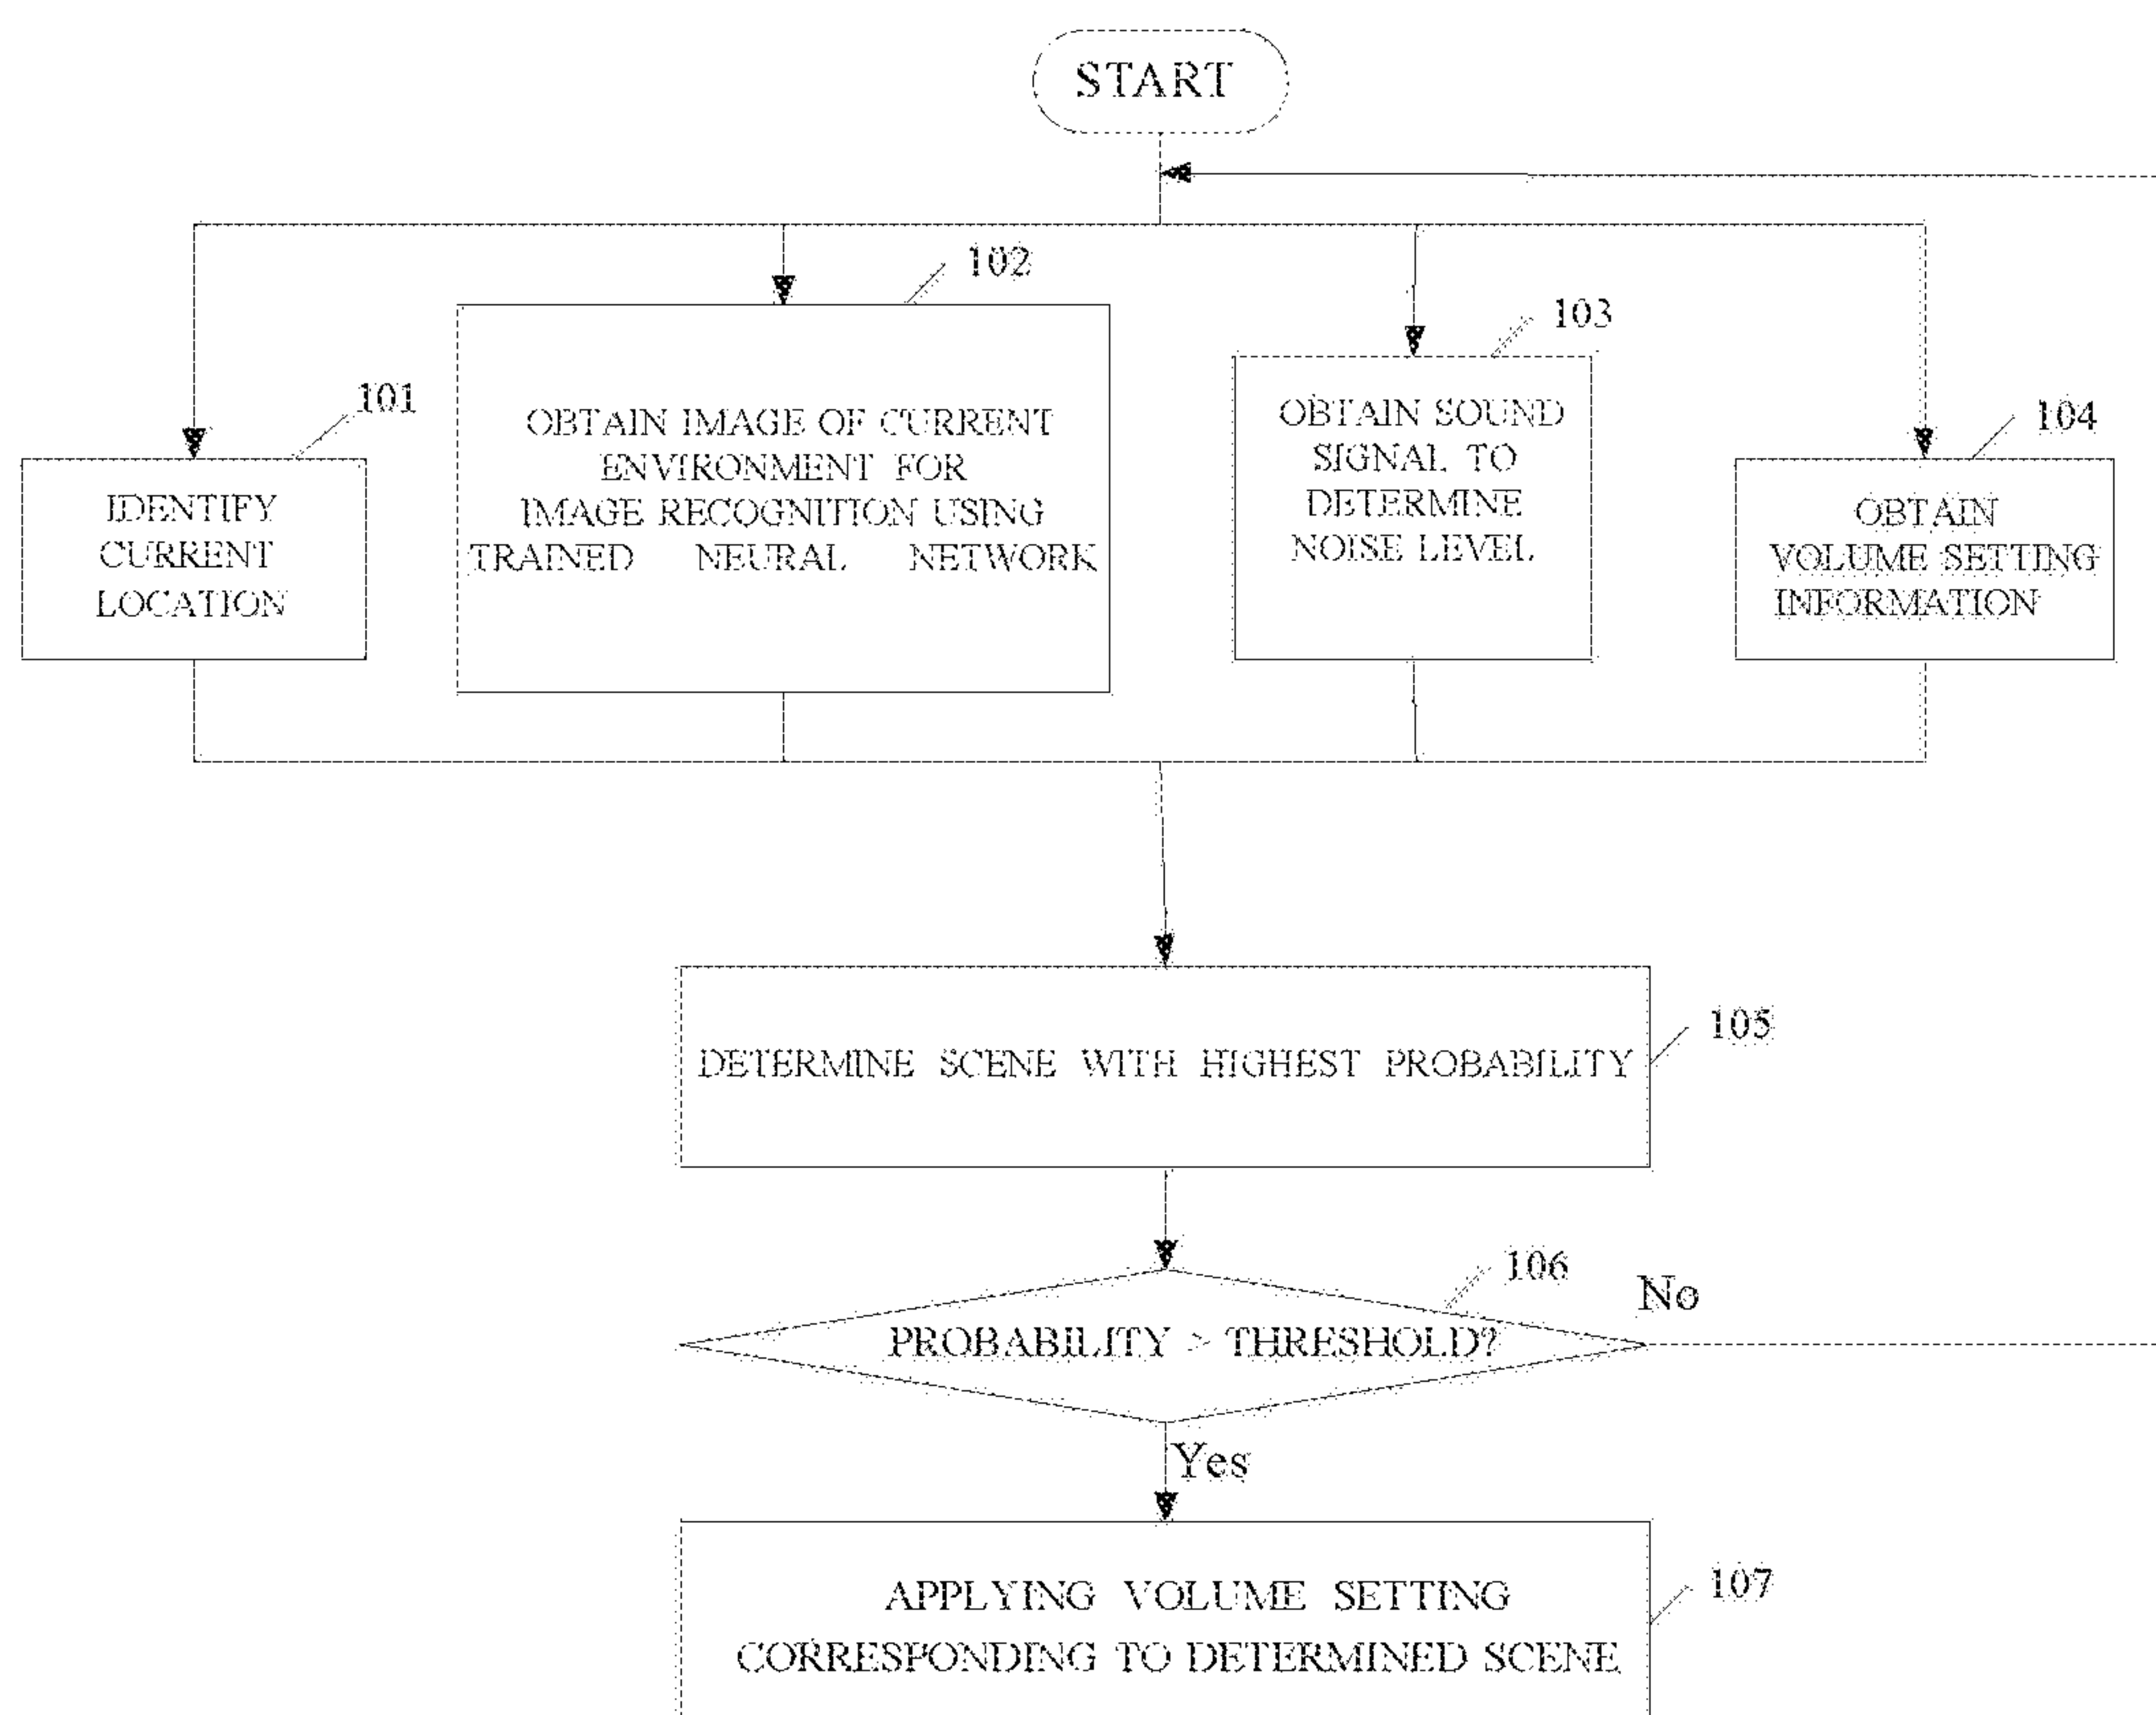 START
102
103
101
104
OBTAIN IMAGE OF CURRENT
ENVIRONMENT FOR
IMAGE RECOGNITION USING
TRAINED NEURAL NETWORK
OBTAIN SOUND
SIGNAL TO
DETERMINE
NOISE LEVEL
IDENTIFY
CURRENT
LOCATION
OBTAIN
VOLUME SETTING
INFORMATION
105
DETERMINE SCENE WITH HIGHEST PROBABILITY
106
No
PROBABILITY > THRESHOLD?
Yes
107
APPLYING VOLUME SETTING
CORRESPONDING TO DETERMINED SCENE